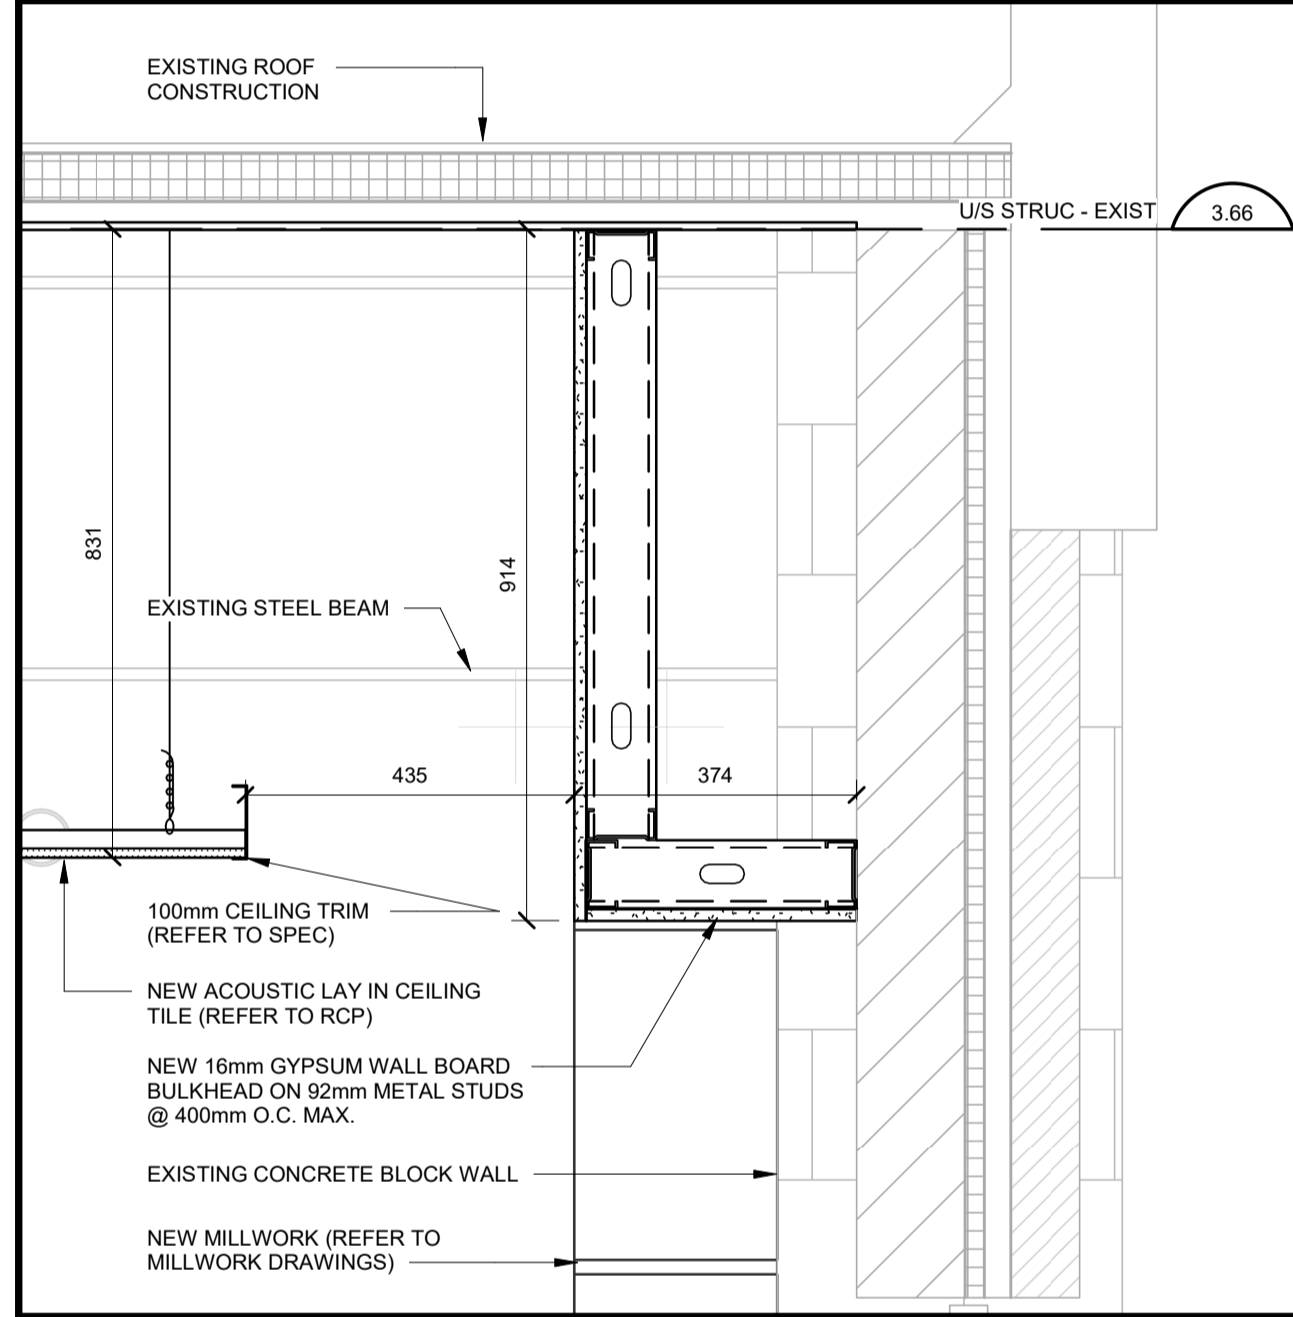 EXISTING ROOF
CONSTRUCTION
U/S STRUC - EXIST
3.66
831
914
EXISTING STEEL BEAM
435
374
100mm CEILING TRIM
(REFER TO SPEC)
NEW ACOUSTIC LAY IN CEILING
TILE (REFER TO RCP)
NEW 16mm GYPSUM WALL BOARD
BULKHEAD ON 92mm METAL STUDS
@ 400mm O.C. MAX.
EXISTING CONCRETE BLOCK WALL
NEW MILLWORK (REFER TO
MILLWORK DRAWINGS)